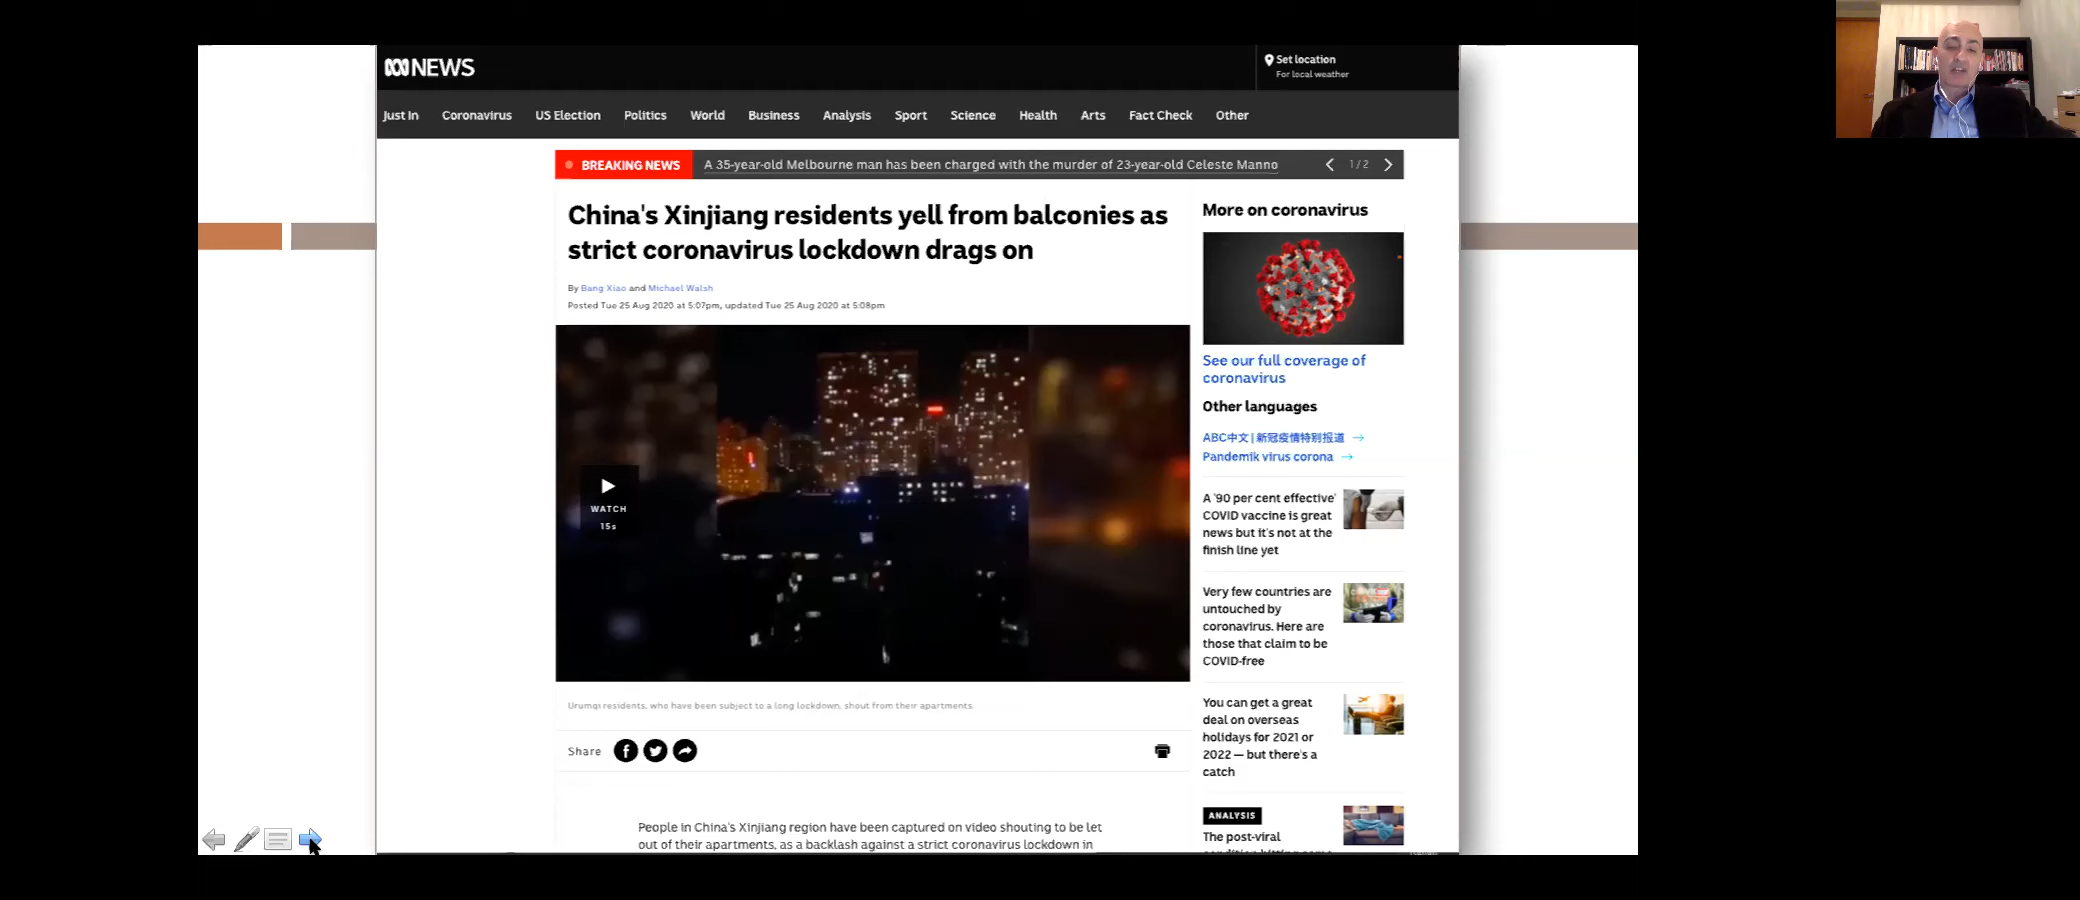 NEWS
Set location
For local weather
Just In Coronavirus US Election Politics World Business Analysis Sport Science Health Arts Fact Check Other
BREAKING NEWS A 35-year-old Melbourne man has been charged with the murder of 23-year-old Celeste Manno 1/2
China's Xinjiang residents yell from balconies as
strict coronavirus lockdown drags on
By Bang Xiao and Michael Walsh
Posted Tue 25 Aug 2020 at 5:07pm, updated Tue 25 Aug 2020 at 5:08pm
WATCH
15s
Urumqi residents, who have been subject to a long lockdown, shout from their apartments.
Share
People in China's Xinjiang region have been captured on video shouting to be let
out of their apartments, as a backlash against a strict coronavirus lockdown in
More on coronavirus
See our full coverage of
coronavirus
Other languages
ABC中文 | 新冠疫情特别报道 →
Pandemik virus corona →
A '90 per cent effective'
COVID vaccine is great
news but it's not at the
finish line yet
Very few countries are
untouched by
coronavirus. Here are
those that claim to be
COVID-free
You can get a great
deal on overseas
holidays for 2021 or
2022 — but there's a
catch
ANALYSIS
The post-viral